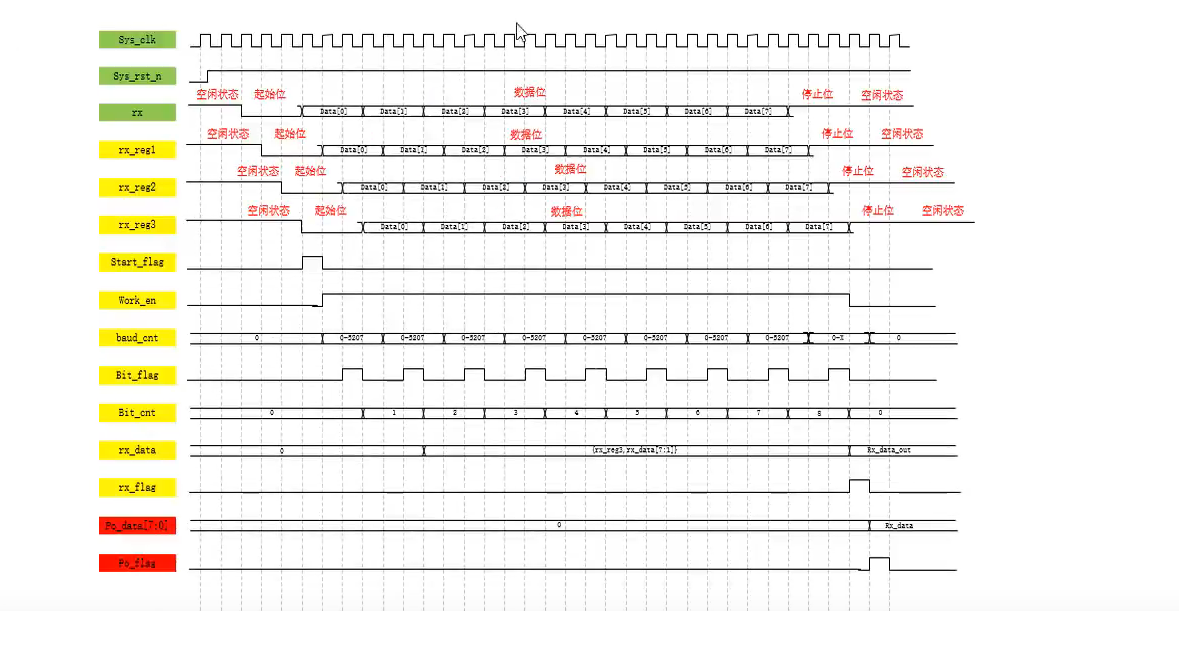 Sys_clk
Sys_rst_n
空闲状态 起始位 数据位 停止位 空闲状态
rx Data[0] Data[1] Data[2] Data[3] Data[4] Data[5] Data[6] Data[7]
空闲状态 起始位 数据位 停止位 空闲状态
rx_reg1 Data[0] Data[1] Data[2] Data[3] Data[4] Data[5] Data[6] Data[7]
空闲状态 起始位 数据位 停止位 空闲状态
rx_reg2 Data[0] Data[1] Data[2] Data[3] Data[4] Data[5] Data[6] Data[7]
空闲状态 起始位 数据位 停止位 空闲状态
rx_reg3 Data[0] Data[1] Data[2] Data[3] Data[4] Data[5] Data[6] Data[7]
Start_flag
Work_en
baud_cnt 0 0-5207 0-5207 0-5207 0-5207 0-5207 0-5207 0-5207 0-5207 0-X 0
Bit_flag
Bit_cnt 0 1 2 3 4 5 6 7 8 0
rx_data 0 {rx_reg3,rx_data[7:1]} Rx_data_out
rx_flag
Po_data[7:0] 0 Rx_data
Po_flag